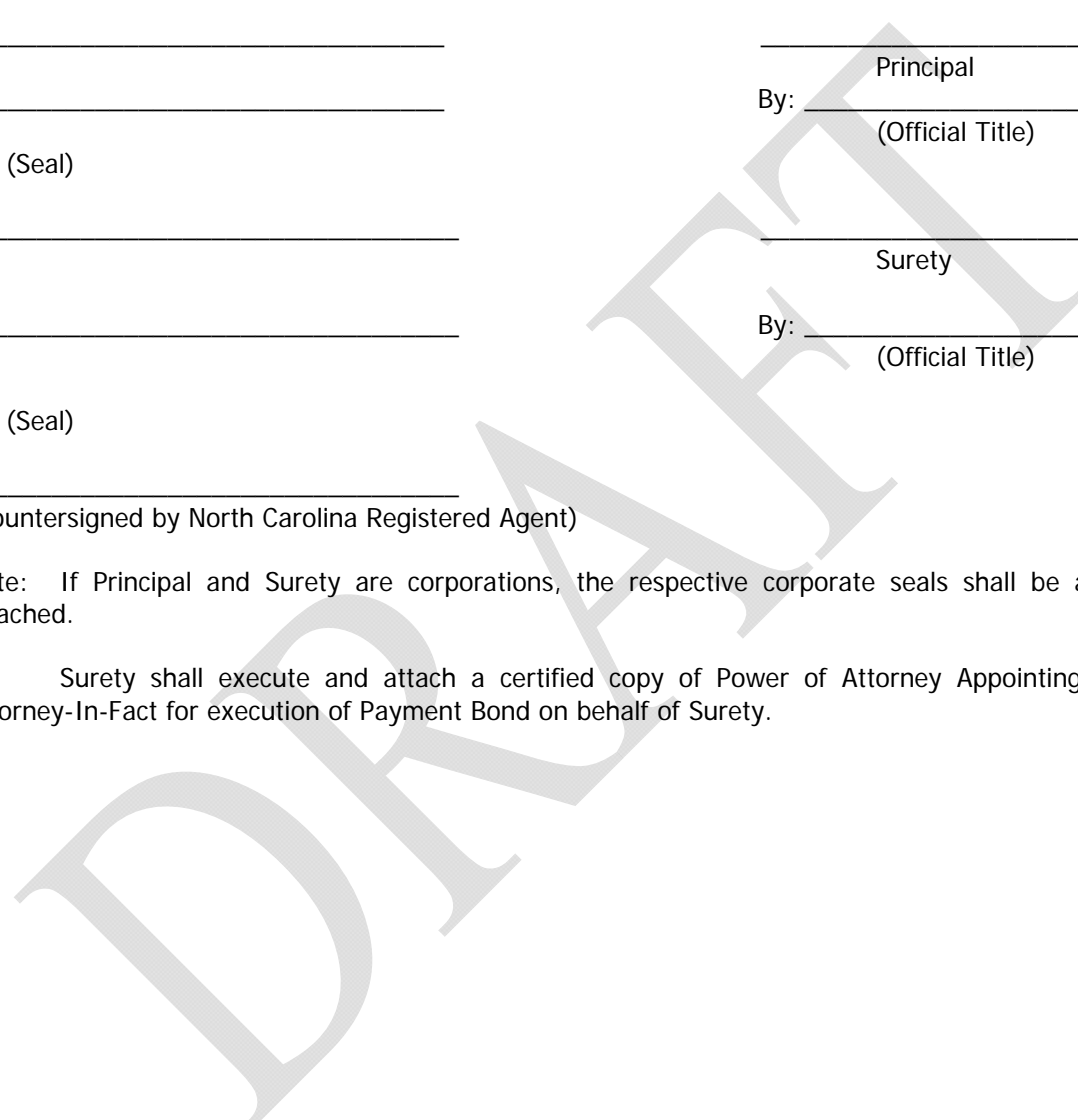 Principal
By: ____________________
(Official Title)
(Seal)
Surety
By: ____________________
(Official Title)
(Seal)
ountersigned by North Carolina Registered Agent)
te: If Principal and Surety are corporations, the respective corporate seals shall be a
ached.
Surety shall execute and attach a certified copy of Power of Attorney Appointing
orney-In-Fact for execution of Payment Bond on behalf of Surety.
DRAFT